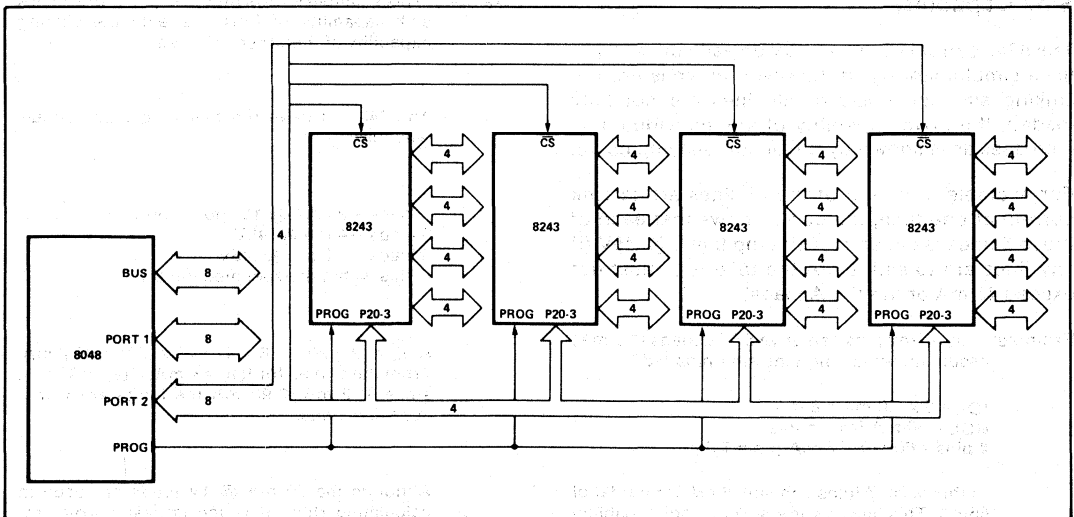 CS CS CS CS
4 4 4 4
4 4 4 4
8243 8243 8243 8243
4
BUS 8
4 4 4 4
4 4 4 4
PROG P20-3 PROG P20-3 PROG P20-3 PROG P20-3
PORT 1 8
8048
PORT 2 8
4
PROG